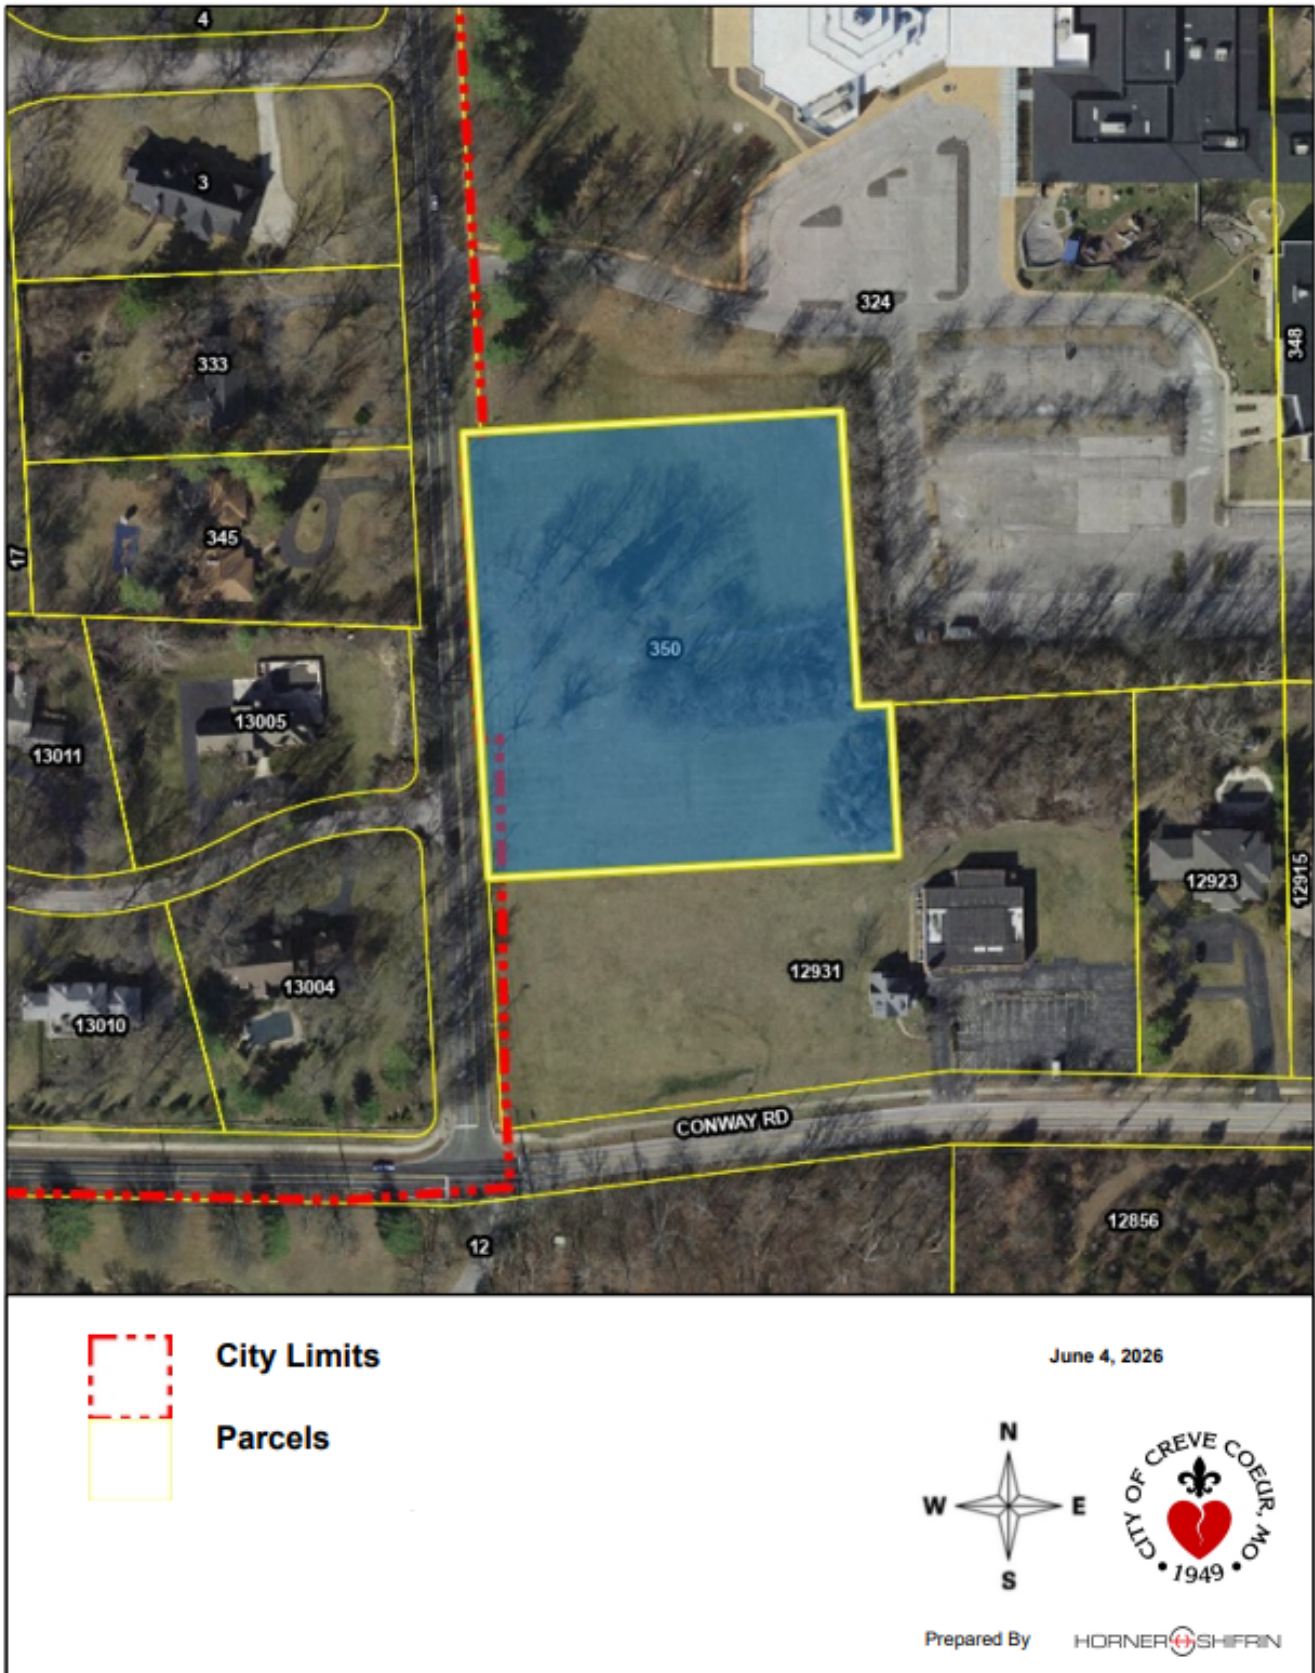 4
3
333
324
348
345
17
350
13005
13011
12923
12915
12931
13004
13010
CONWAY RD
12856
12
City Limits
June 4, 2026
Parcels
N
W E
S
CITY OF CREVE COEUR, MO
• 1949 •
Prepared By HORNER SHIFRIN